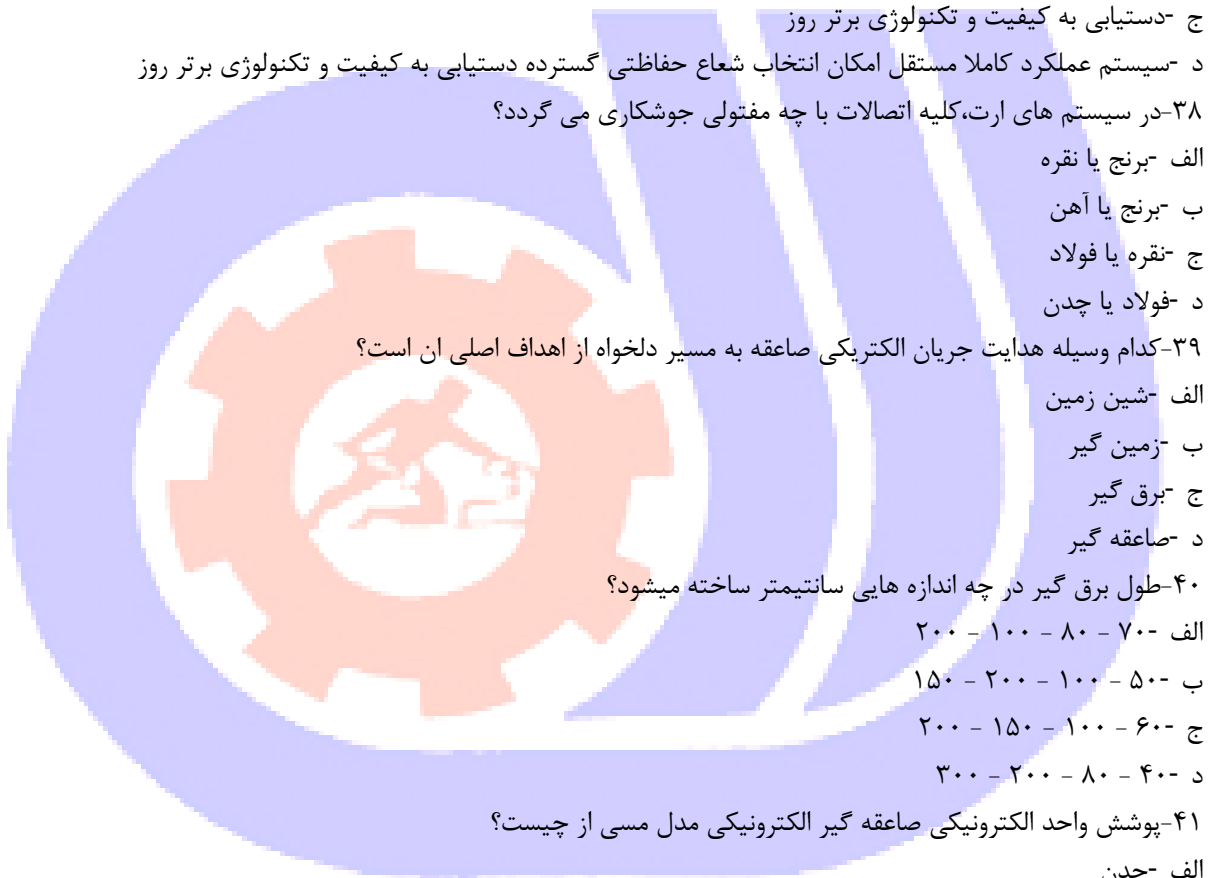 ج -دستیابی به کیفیت و تکنولوژی برتر روز
د -سیستم عملکرد کاملا مستقل امکان انتخاب شعاع حفاظتی گسترده دستیابی به کیفیت و تکنولوژی برتر روز
۳۸-در سیستم های ارت،کلیه اتصالات با چه مفتولی جوشکاری می گردد؟
الف -برنج یا نقره
ب -برنج یا آهن
ج -نقره یا فولاد
د -فولاد یا چدن
۳۹-کدام وسیله هدایت جریان الکتریکی صاعقه به مسیر دلخواه از اهداف اصلی ان است؟
الف -شین زمین
ب -زمین گیر
ج -برق گیر
د -صاعقه گیر
۴۰-طول برق گیر در چه اندازه هایی سانتیمتر ساخته میشود؟
الف -۷۰ – ۸۰ – ۱۰۰ – ۲۰۰
ب -۵۰ – ۱۰۰ – ۲۰۰ – ۱۵۰
ج -۶۰ – ۱۰۰ – ۱۵۰ – ۲۰۰
د -۴۰ – ۸۰ – ۲۰۰ – ۳۰۰
۴۱-پوشش واحد الکترونیکی صاعقه گیر الکترونیکی مدل مسی از چیست؟
الف -چدن